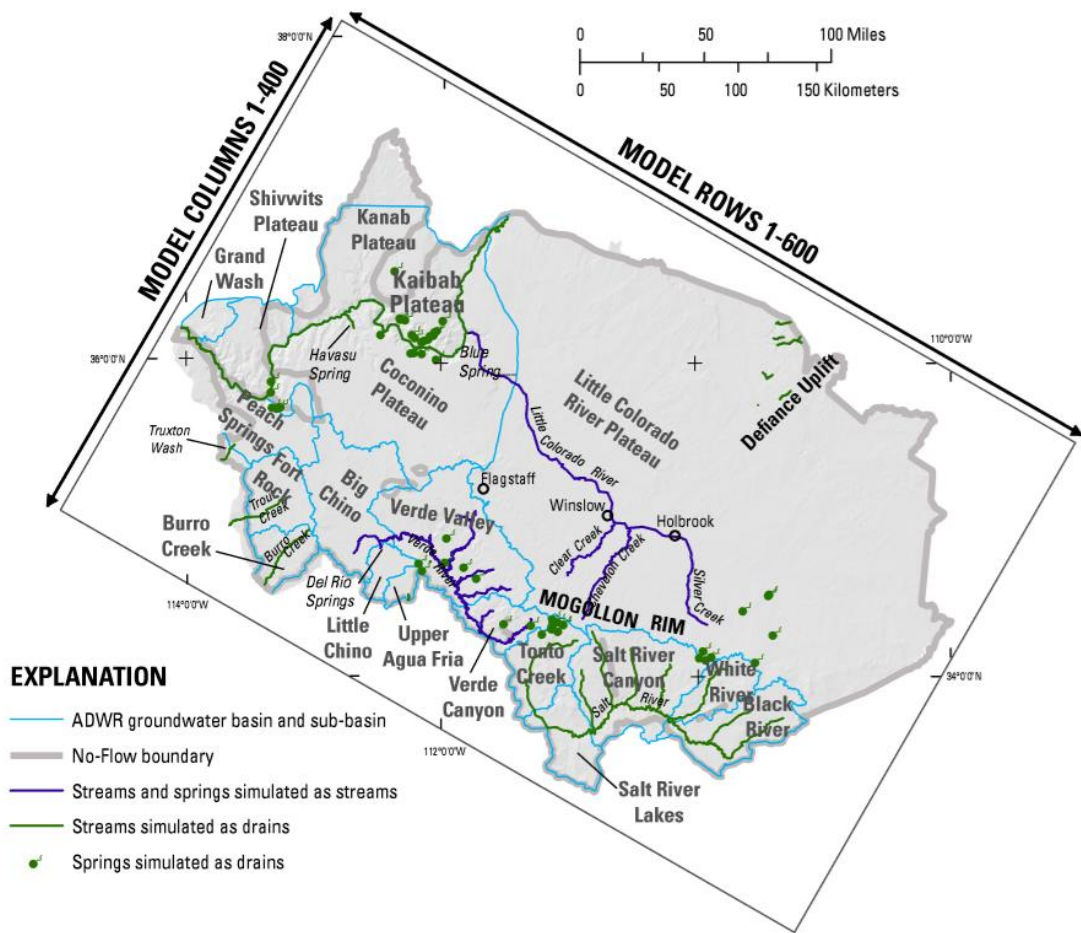 38°0'0"N
0 50 100 Miles
0 50 100 150 Kilometers
MODEL COLUMNS 1-400
MODEL ROWS 1-600
Shivwits
Plateau
Kanab
Plateau
Grand
Wash
Kaibab
Plateau
110°0'0"W
36°0'0"N
Havasu
Spring
Blue
Spring
Coconino
Plateau
Little Colorado
River Plateau
Defiance Uplift
Peach
Springs
Fort
Rock
Truxton
Wash
Little Colorado River
Big
Chino
Flagstaff
Trout
Creek
Winslow
Verde Valley
Holbrook
Burro
Creek
Burro Creek
Verde River
Clear Creek
Chevelon Creek
Silver Creek
Del Rio
Springs
114°0'0"W
MOGOLLON RIM
Little
Chino
Upper
Agua Fria
Verde
Canyon
Tonto
Creek
Salt River
Canyon
White
River
34°0'0"N
Salt River
Black
River
112°0'0"W
Salt River
Lakes
EXPLANATION
ADWR groundwater basin and sub-basin
No-Flow boundary
Streams and springs simulated as streams
Streams simulated as drains
Springs simulated as drains